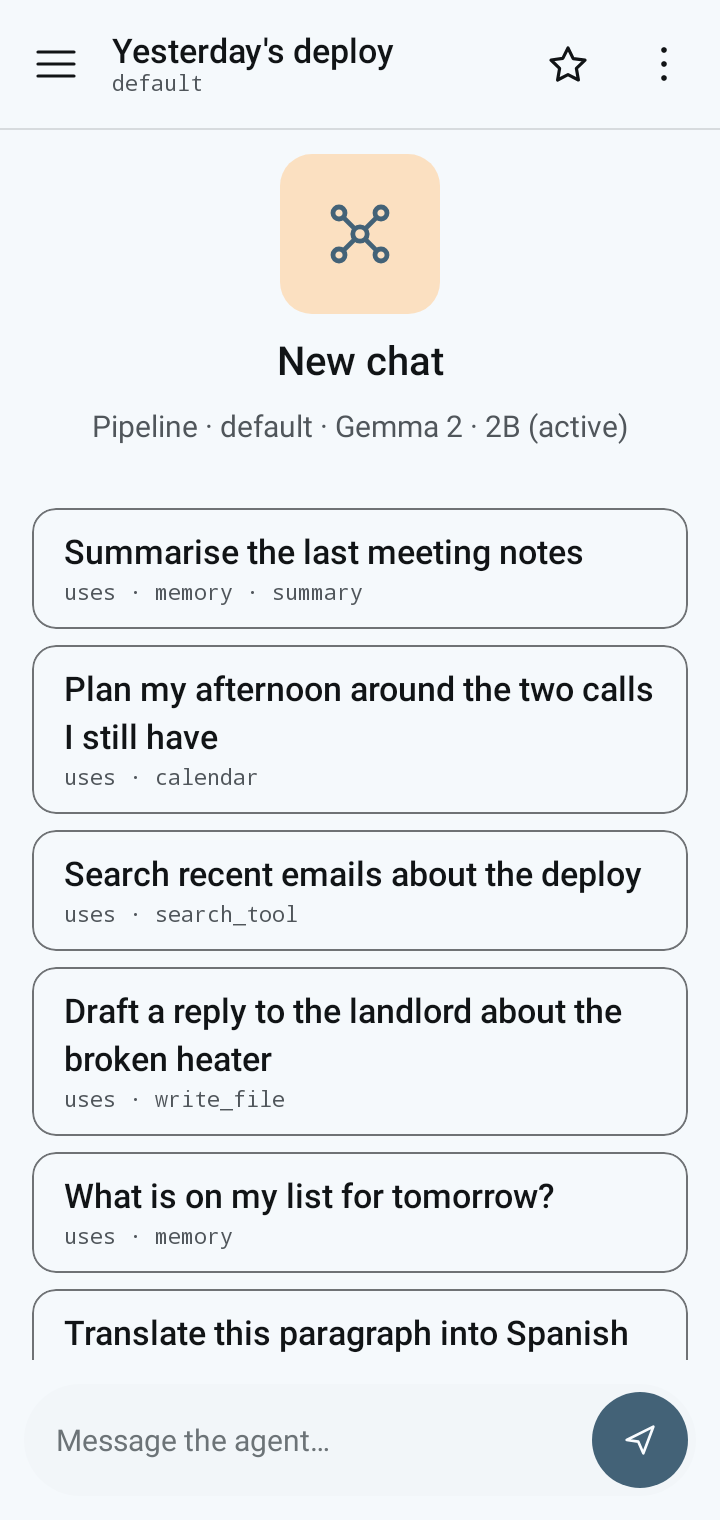 Yesterday's deploy
default
New chat
Pipeline · default · Gemma 2 · 2B (active)
Summarise the last meeting notes
uses · memory · summary
Plan my afternoon around the two calls
I still have
uses · calendar
Search recent emails about the deploy
uses · search_tool
Draft a reply to the landlord about the
broken heater
uses · write_file
What is on my list for tomorrow?
uses · memory
Translate this paragraph into Spanish
Message the agent…